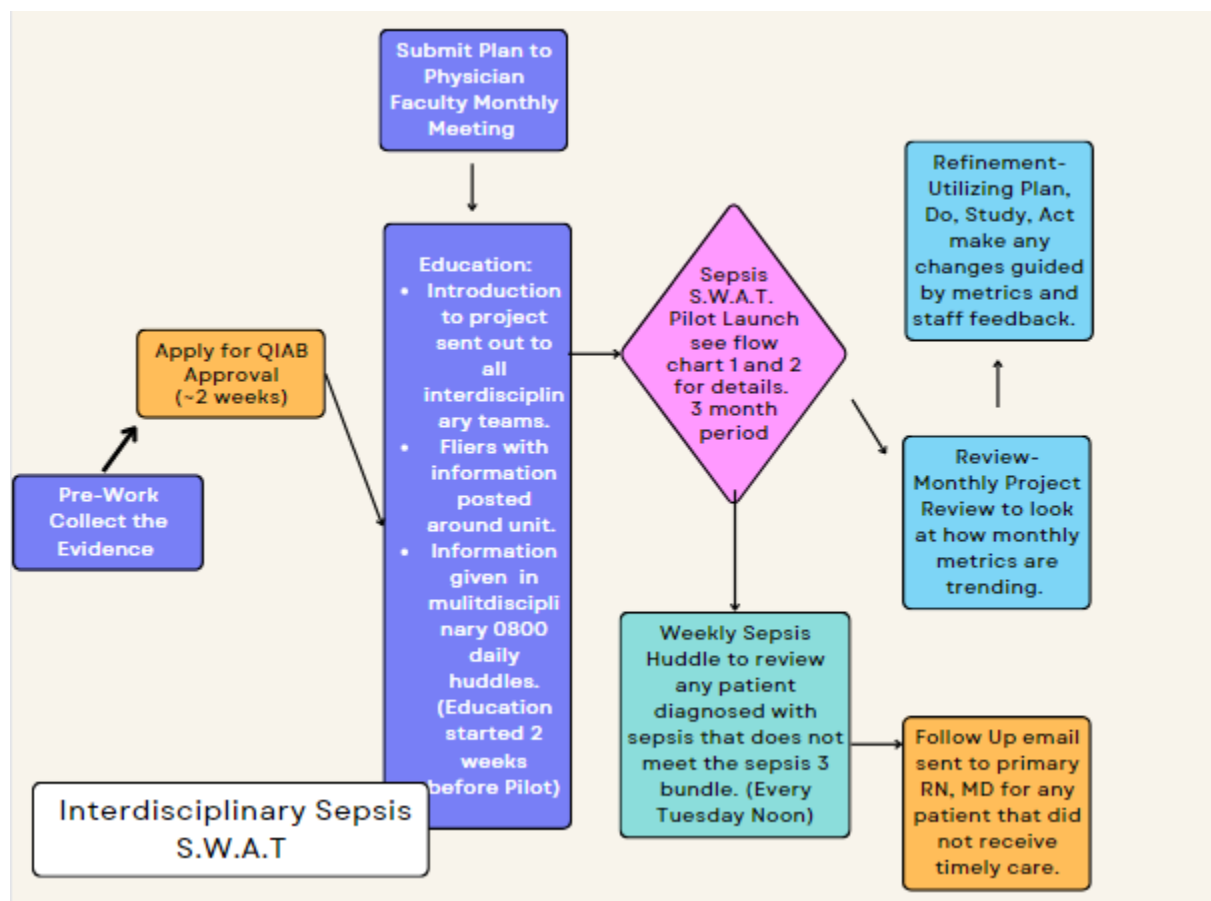 Submit Plan to
Physician
Faculty Monthly
Meeting
Refinement-
Utilizing Plan,
Do, Study, Act
make any
changes guided
by metrics and
staff feedback.
Education:
• Introduction
to project
sent out to
all
interdisciplin
ary teams.
• Fliers with
information
posted
around unit.
• Information
given in
mulitdiscipli
nary 0800
daily
huddles.
(Education
started 2
weeks
before Pilot)
Sepsis
S.W.A.T.
Pilot Launch
see flow
chart 1 and 2
for details.
3 month
period
Apply for QIAB
Approval
(~2 weeks)
Pre-Work
Collect the
Evidence
Review-
Monthly Project
Review to look
at how monthly
metrics are
trending.
Weekly Sepsis
Huddle to review
any patient
diagnosed with
sepsis that does not
meet the sepsis 3
bundle. (Every
Tuesday Noon)
Follow Up email
sent to primary
RN, MD for any
patient that did
not receive
timely care.
Interdisciplinary Sepsis
S.W.A.T